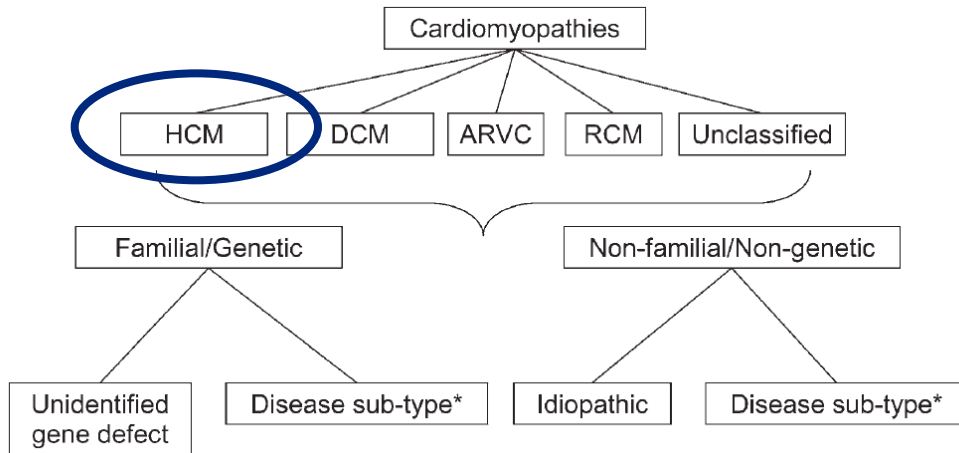 Cardiomyopathies
HCM
DCM
ARVC
RCM
Unclassified
Familial/Genetic
Non-familial/Non-genetic
Unidentified
gene defect
Disease sub-type*
Idiopathic
Disease sub-type*